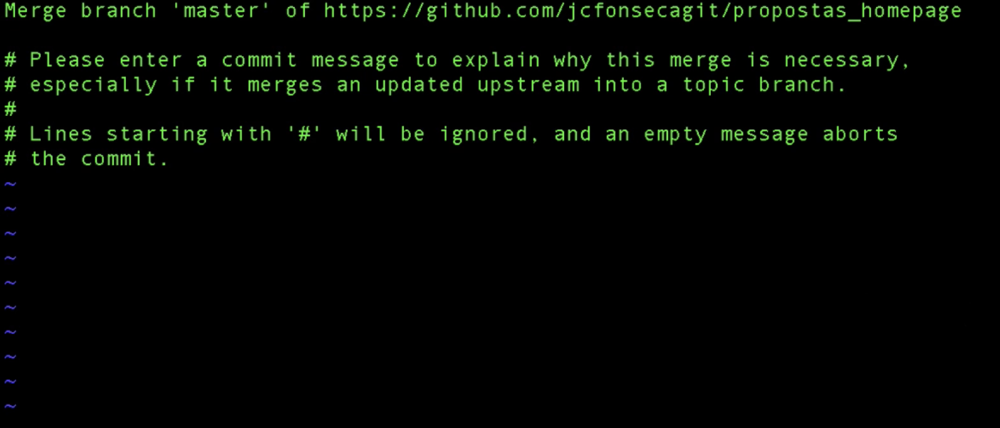 Merge branch 'master' of https://github.com/jcfonsecagit/propostas_homepage
# Please enter a commit message to explain why this merge is necessary,
# especially if it merges an updated upstream into a topic branch.
#
# Lines starting with '#' will be ignored, and an empty message aborts
# the commit.
~
~
~
~
~
~
~
~
~
~